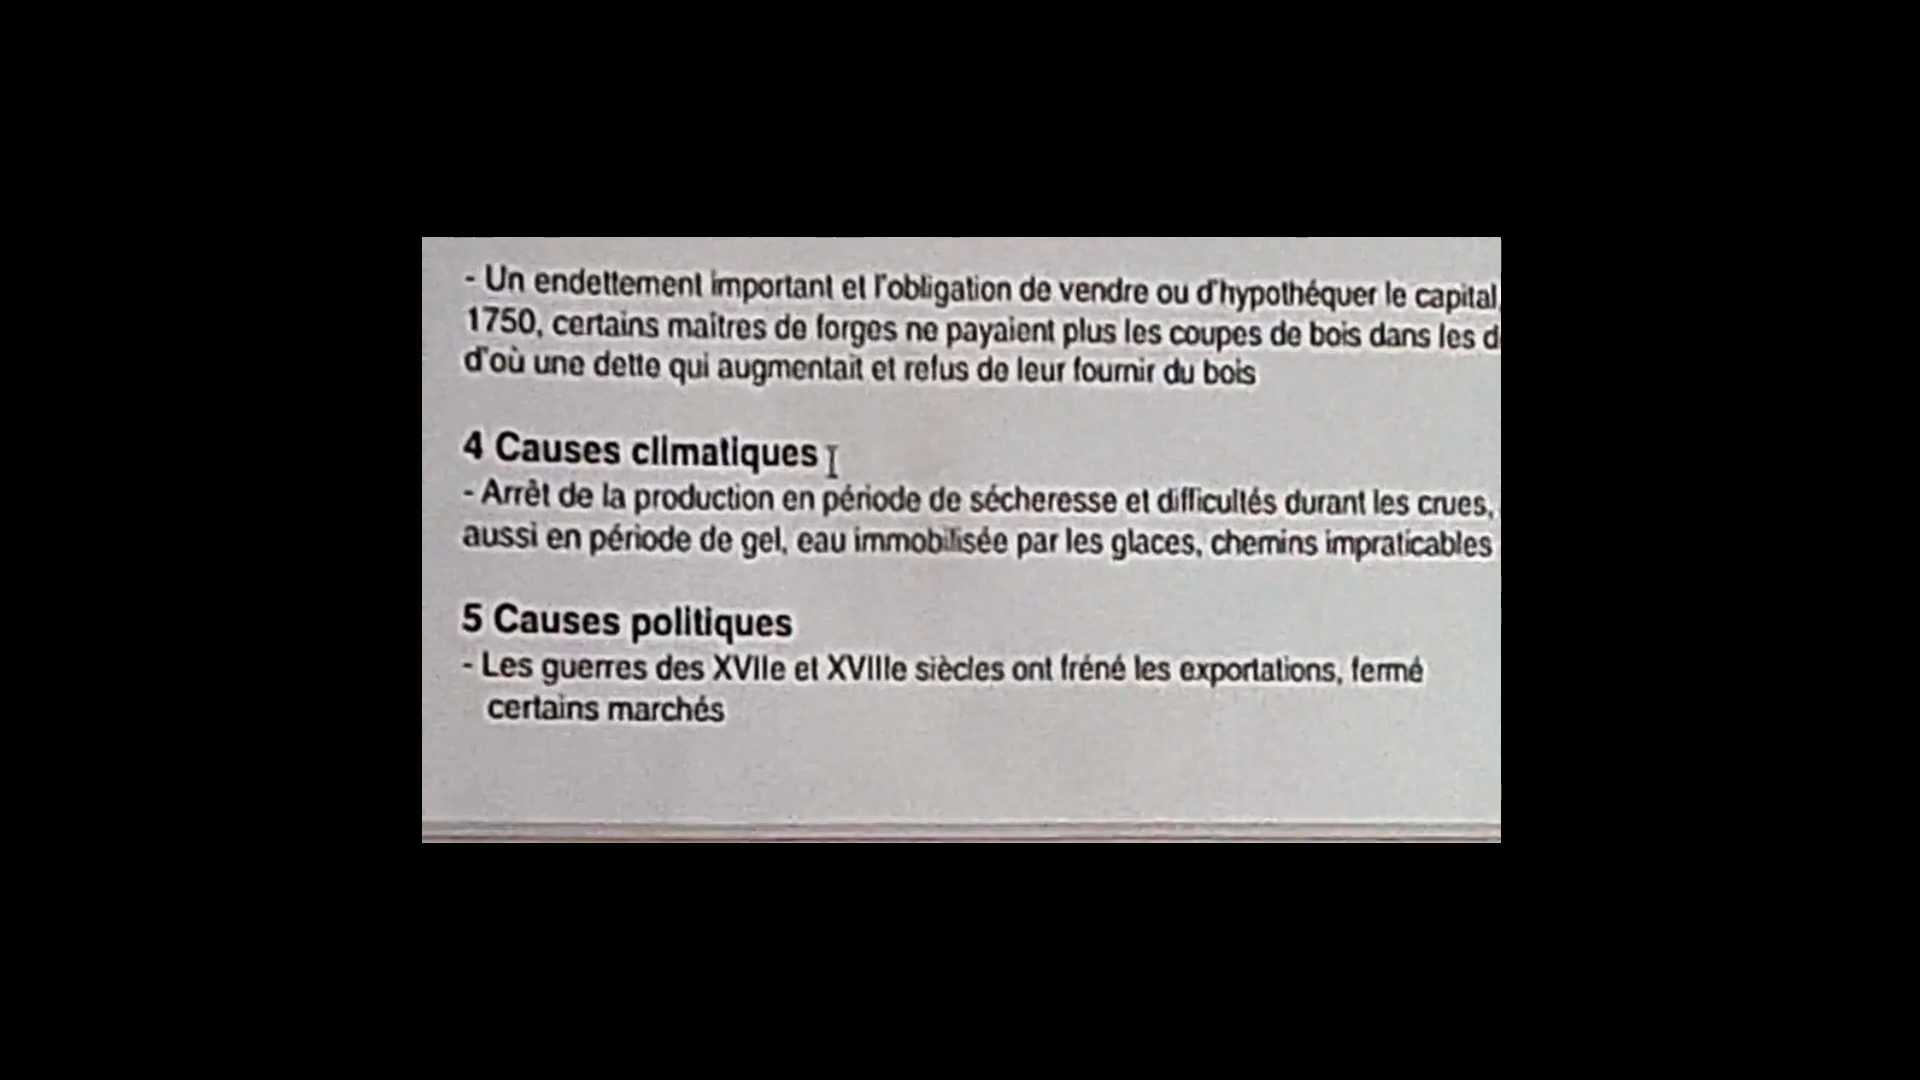 - Un endettement important et l'obligation de vendre ou d'hypothéquer le capital,
1750, certains maîtres de forges ne payaient plus les coupes de bois dans les
d'où une dette qui augmentait et refus de leur fournir du bois
4 Causes climatiques
- Arrêt de la production en période de sécheresse et difficultés durant les crues,
aussi en période de gel, eau immobilisée par les glaces, chemins impraticables
5 Causes politiques
- Les guerres des XVIIe et XVIIIe siècles ont fréné les exportations, fermé
certains marchés